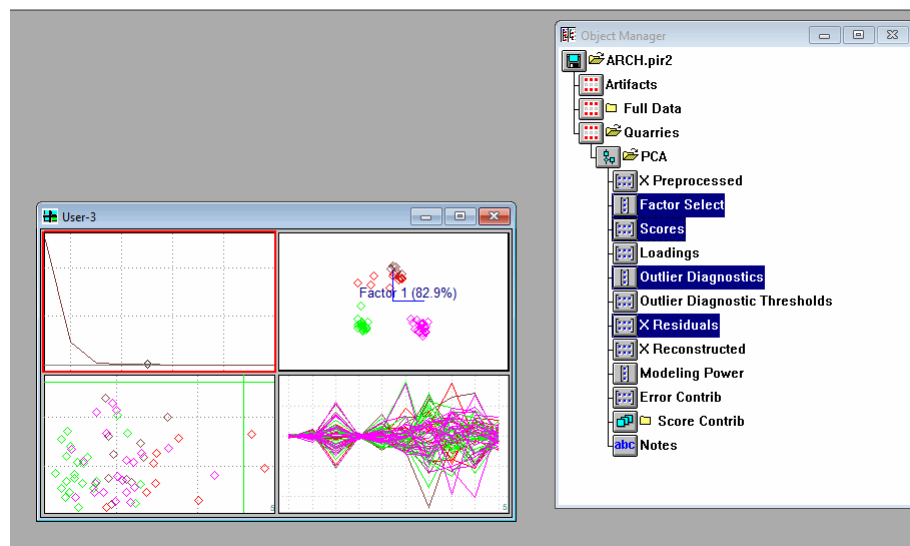 Object Manager
ARCH.pir2
Artifacts
Full Data
Quarries
PCA
X Preprocessed
Factor Select
Scores
Loadings
Outlier Diagnostics
Outlier Diagnostic Thresholds
X Residuals
X Reconstructed
Modeling Power
Error Contrib
Score Contrib
abc Notes
User-3
Factor 1 (82.9%)
s
s